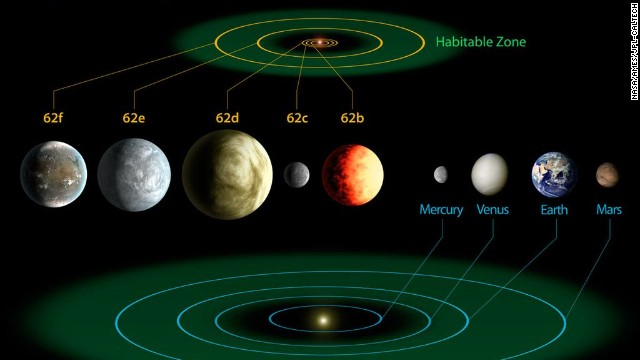 Habitable Zone
62f
62e
62d
62c
62b
Mercury
Venus
Earth
Mars
NASA/AMES/JPL-CALTECH